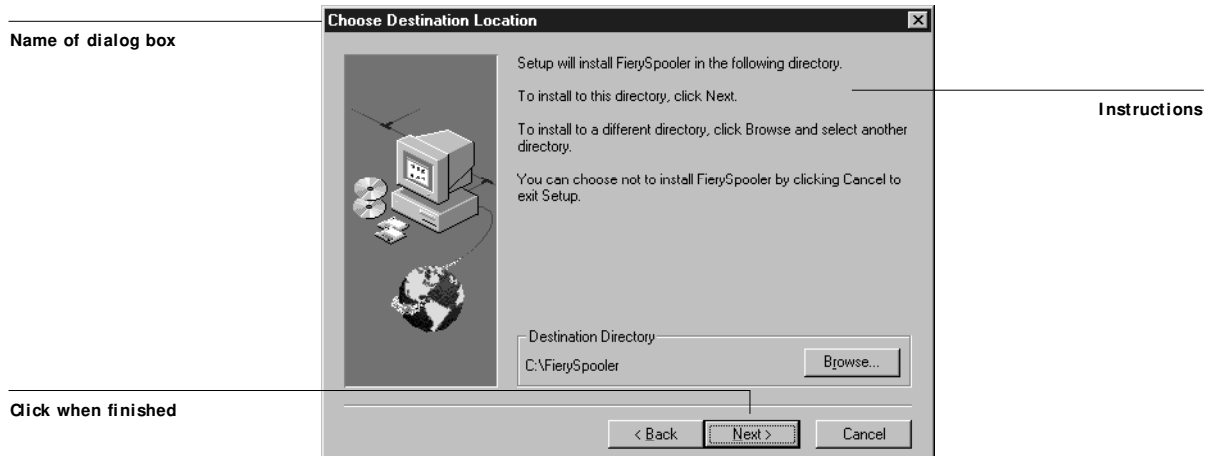 Choose Destination Location
Name of dialog box
Setup will install FierySpooler in the following directory.
To install to this directory, click Next.
Instructions
To install to a different directory, click Browse and select another
directory.
You can choose not to install FierySpooler by clicking Cancel to
exit Setup.
Destination Directory
C:\FierySpooler
Browse...
Click when finished
< Back
Next >
Cancel